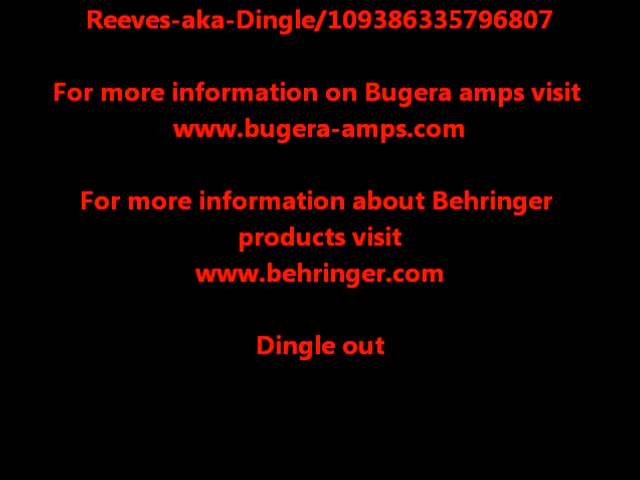 Reeves-aka-Dingle/109386335796807
For more information on Bugera amps visit
www.bugera-amps.com
For more information about Behringer
products visit
www.behringer.com
Dingle out